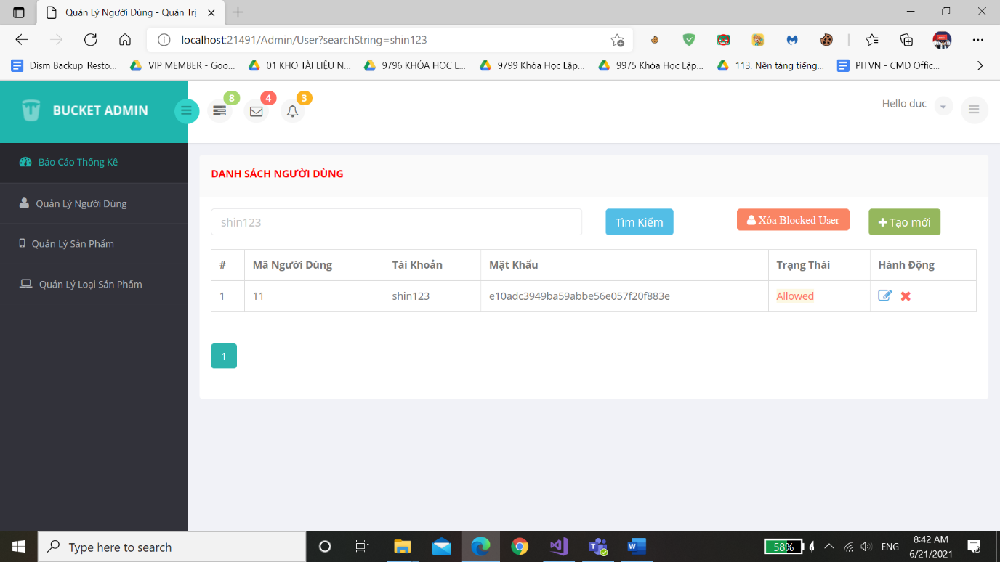 Quản Lý Người Dùng - Quản Trị
localhost:21491/Admin/User?searchString=shin123
Dism Backup_Resto... VIP MEMBER - Goo... 01 KHO TÀI LIỆU N... 9796 KHÓA HOC L... 9799 Khóa Học Lập... 9975 Khóa Học Lập... 113. Nền tảng tiếng... PITVN - CMD Offic...
BUCKET ADMIN 8 4 3 Hello duc
Báo Cáo Thống Kê
Quản Lý Người Dùng
Quản Lý Sản Phẩm
Quản Lý Loại Sản Phẩm
DANH SÁCH NGƯỜI DÙNG
shin123 Tìm Kiếm Xóa Blocked User Tạo mới
# Mã Người Dùng Tài Khoản Mật Khẩu Trạng Thái Hành Động
1 11 shin123 e10adc3949ba59abbe56e057f20f883e Allowed
1
Type here to search 58% ENG 8:42 AM
6/21/2021